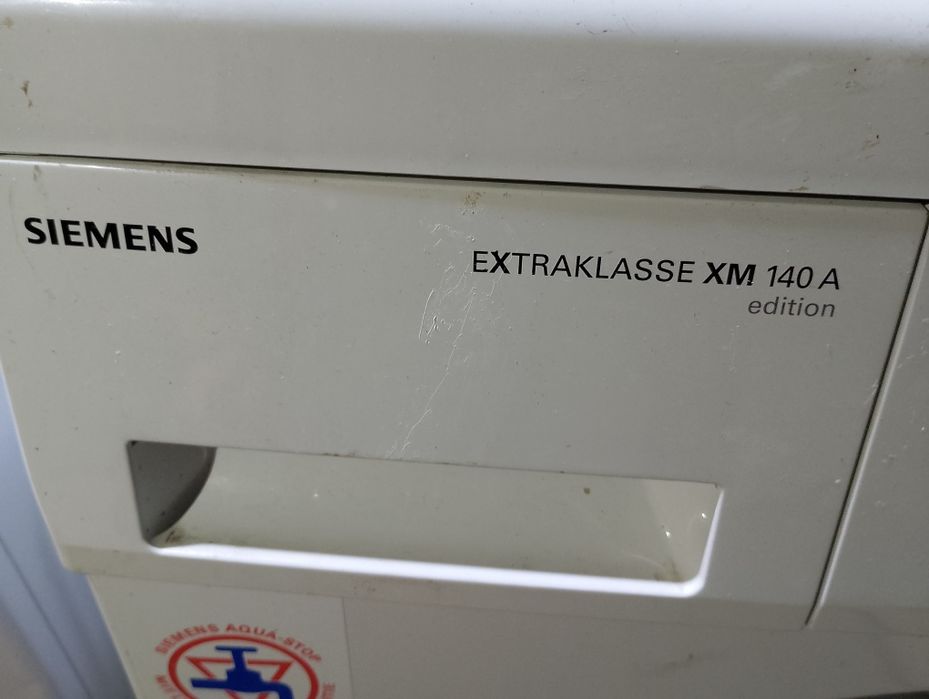 SIEMENS
EXTRAKLASSE XM 140 A
edition
SIEMENS AQUA-STOP